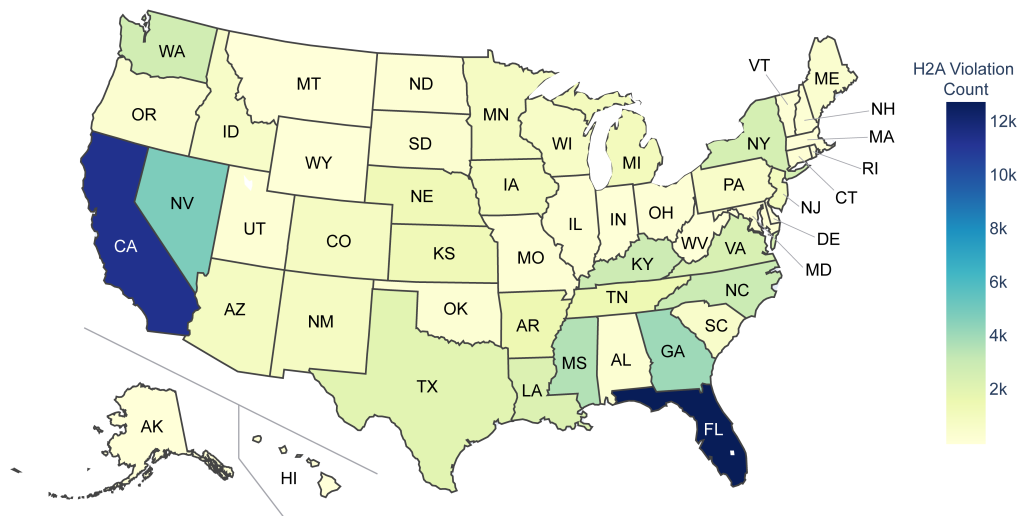 VT
WA
ME
MT
ND
H2A Violation
Count
OR
MN
NH
12k
ID
SD
WI
NY
MA
WY
MI
RI
10k
IA
PA
NE
CT
NV
NJ
8k
UT
CO
IL
IN
OH
DE
CA
KS
MO
WV
VA
KY
MD
6k
AZ
NM
OK
AR
TN
NC
SC
4k
TX
LA
MS
AL
GA
2k
AK
FL
HI